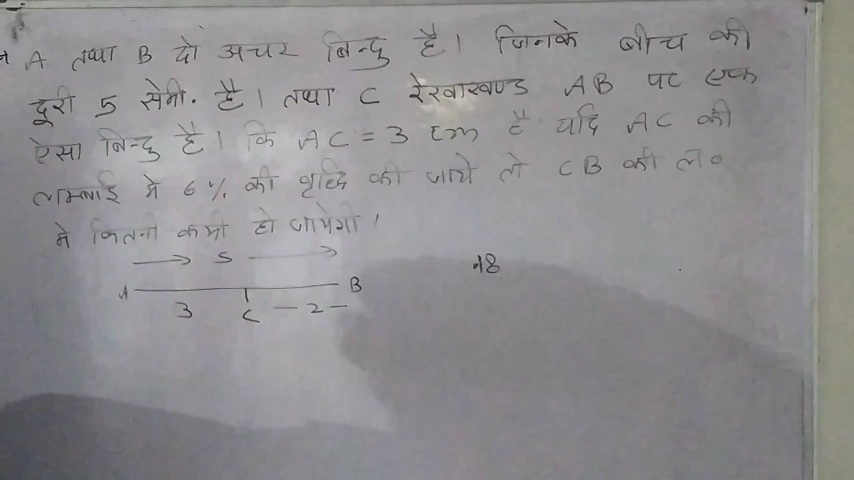 A तथा B दो अचर बिन्दु है। जिनके बीच की
दूरी 5 सेमी. है। तथा C रेखाखण्ड AB पर एक
ऐसा बिन्दु है। कि AC = 3 cm है यदि AC की
लम्बाई मे 6% की वृद्धि की जाये तो CB की ल०
मे कितनी कमी हो जायेगी।
5
A B
3 C 2
.18